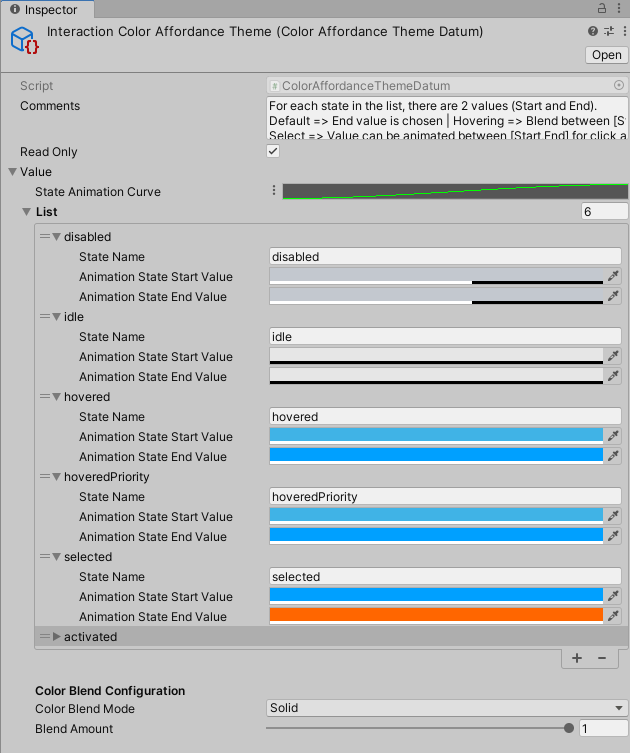 Inspector
Interaction Color Affordance Theme (Color Affordance Theme Datum)
Open
Script
ColorAffordanceThemeDatum
Comments
For each state in the list, there are 2 values (Start and End).
Default => End value is chosen | Hovering => Blend between [S
Select => Value can be animated between [Start End] for click a
Read Only
Value
State Animation Curve
List
6
disabled
State Name
disabled
Animation State Start Value
Animation State End Value
idle
State Name
idle
Animation State Start Value
Animation State End Value
hovered
State Name
hovered
Animation State Start Value
Animation State End Value
hoveredPriority
State Name
hoveredPriority
Animation State Start Value
Animation State End Value
selected
State Name
selected
Animation State Start Value
Animation State End Value
activated
Color Blend Configuration
Color Blend Mode
Solid
Blend Amount
1